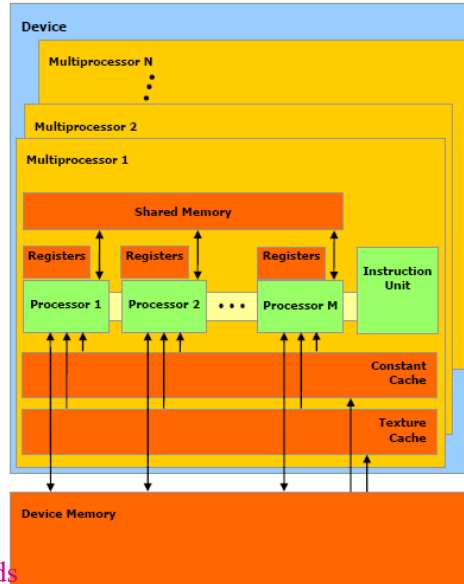 Device
Multiprocessor N
Multiprocessor 2
Multiprocessor 1
Shared Memory
Registers Registers Registers
Instruction
Unit
Processor 1 Processor 2 • • • Processor M
Constant
Cache
Texture
Cache
Device Memory
ds